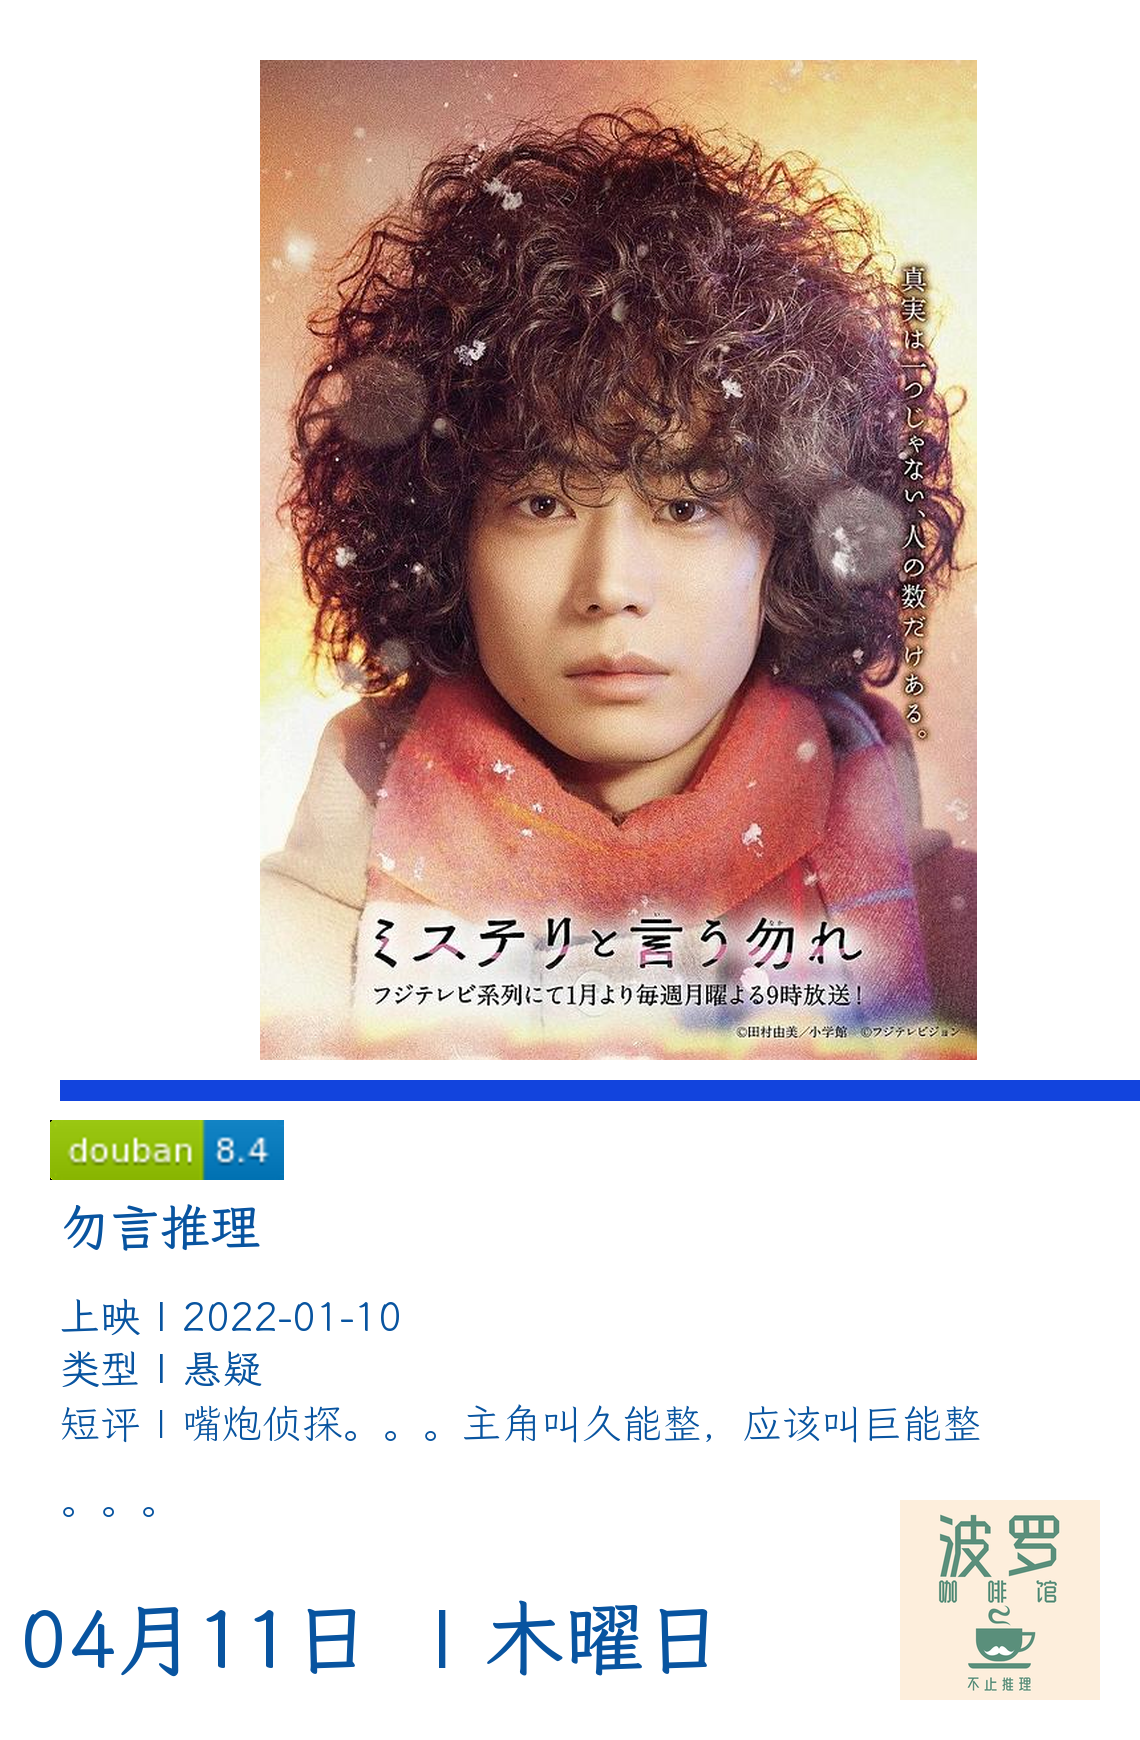 真実は一つじゃない、人の数だけある。
ミステリと言う勿れ
フジテレビ系列にて1月より毎週月曜よる9時放送！
©田村由美／小学館 ©フジテレビジョン
douban 8.4
勿言推理
上映 | 2022-01-10
类型 | 悬疑
短评 | 嘴炮侦探。。。主角叫久能整，应该叫巨能整
。。。
波罗
咖啡馆
不止推理
04月11日 | 木曜日